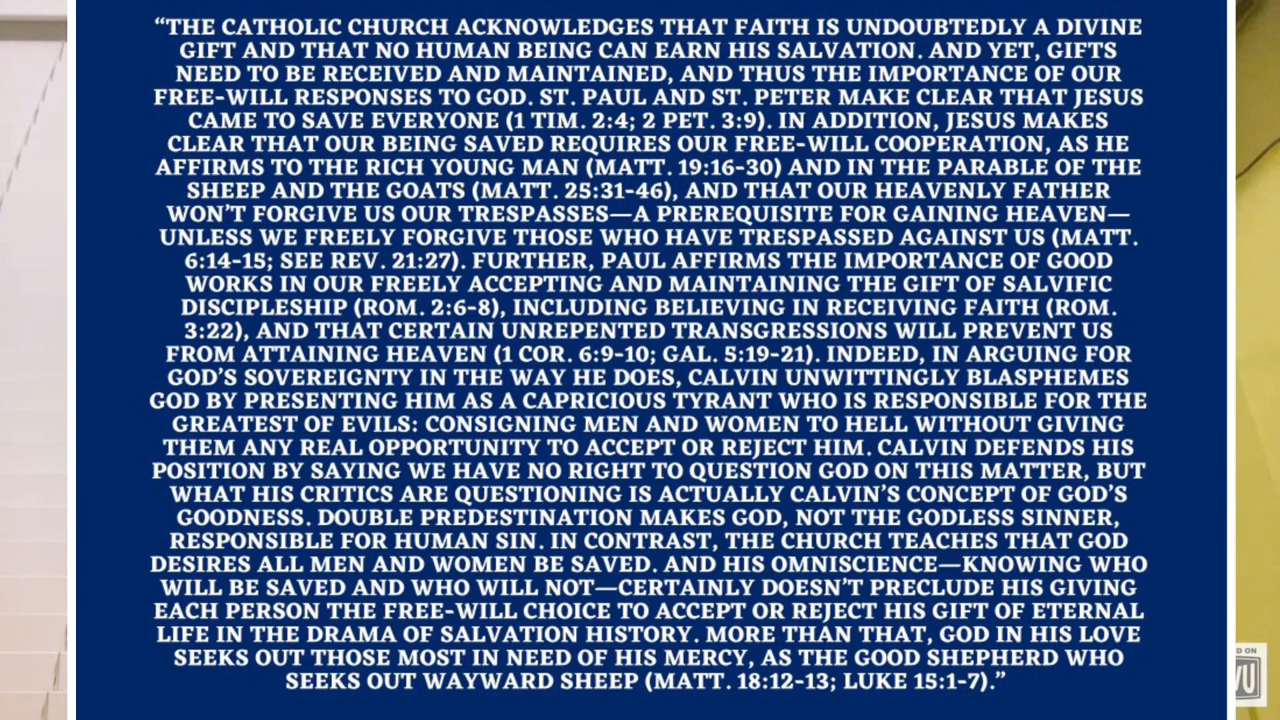 “THE CATHOLIC CHURCH ACKNOWLEDGES THAT FAITH IS UNDOUBTEDLY A DIVINE
GIFT AND THAT NO HUMAN BEING CAN EARN HIS SALVATION. AND YET, GIFTS
NEED TO BE RECEIVED AND MAINTAINED, AND THUS THE IMPORTANCE OF OUR
FREE-WILL RESPONSES TO GOD. ST. PAUL AND ST. PETER MAKE CLEAR THAT JESUS
CAME TO SAVE EVERYONE (1 TIM. 2:4; 2 PET. 3:9). IN ADDITION, JESUS MAKES
CLEAR THAT OUR BEING SAVED REQUIRES OUR FREE-WILL COOPERATION, AS HE
AFFIRMS TO THE RICH YOUNG MAN (MATT. 19:16-30) AND IN THE PARABLE OF THE
SHEEP AND THE GOATS (MATT. 25:31-46), AND THAT OUR HEAVENLY FATHER
WON’T FORGIVE US OUR TRESPASSES—A PREREQUISITE FOR GAINING HEAVEN—
UNLESS WE FREELY FORGIVE THOSE WHO HAVE TRESPASSED AGAINST US (MATT.
6:14-15; SEE REV. 21:27). FURTHER, PAUL AFFIRMS THE IMPORTANCE OF GOOD
WORKS IN OUR FREELY ACCEPTING AND MAINTAINING THE GIFT OF SALVIFIC
DISCIPLESHIP (ROM. 2:6-8), INCLUDING BELIEVING IN RECEIVING FAITH (ROM.
3:22), AND THAT CERTAIN UNREPENTED TRANSGRESSIONS WILL PREVENT US
FROM ATTAINING HEAVEN (1 COR. 6:9-10; GAL. 5:19-21). INDEED, IN ARGUING FOR
GOD’S SOVEREIGNTY IN THE WAY HE DOES, CALVIN UNWITTINGLY BLASPHEMES
GOD BY PRESENTING HIM AS A CAPRICIOUS TYRANT WHO IS RESPONSIBLE FOR THE
GREATEST OF EVILS: CONSIGNING MEN AND WOMEN TO HELL WITHOUT GIVING
THEM ANY REAL OPPORTUNITY TO ACCEPT OR REJECT HIM. CALVIN DEFENDS HIS
POSITION BY SAYING WE HAVE NO RIGHT TO QUESTION GOD ON THIS MATTER, BUT
WHAT HIS CRITICS ARE QUESTIONING IS ACTUALLY CALVIN’S CONCEPT OF GOD’S
GOODNESS. DOUBLE PREDESTINATION MAKES GOD, NOT THE GODLESS SINNER,
RESPONSIBLE FOR HUMAN SIN. IN CONTRAST, THE CHURCH TEACHES THAT GOD
DESIRES ALL MEN AND WOMEN BE SAVED. AND HIS OMNISCIENCE—KNOWING WHO
WILL BE SAVED AND WHO WILL NOT—CERTAINLY DOESN’T PRECLUDE HIS GIVING
EACH PERSON THE FREE-WILL CHOICE TO ACCEPT OR REJECT HIS GIFT OF ETERNAL
LIFE IN THE DRAMA OF SALVATION HISTORY. MORE THAN THAT, GOD IN HIS LOVE
SEEKS OUT THOSE MOST IN NEED OF HIS MERCY, AS THE GOOD SHEPHERD WHO
SEEKS OUT WAYWARD SHEEP (MATT. 18:12-13; LUKE 15:1-7).”